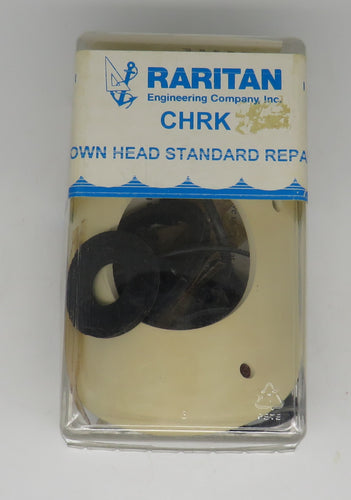 RARITAN
Engineering Company, Inc.
CHRK
OWN HEAD STANDARD REPA